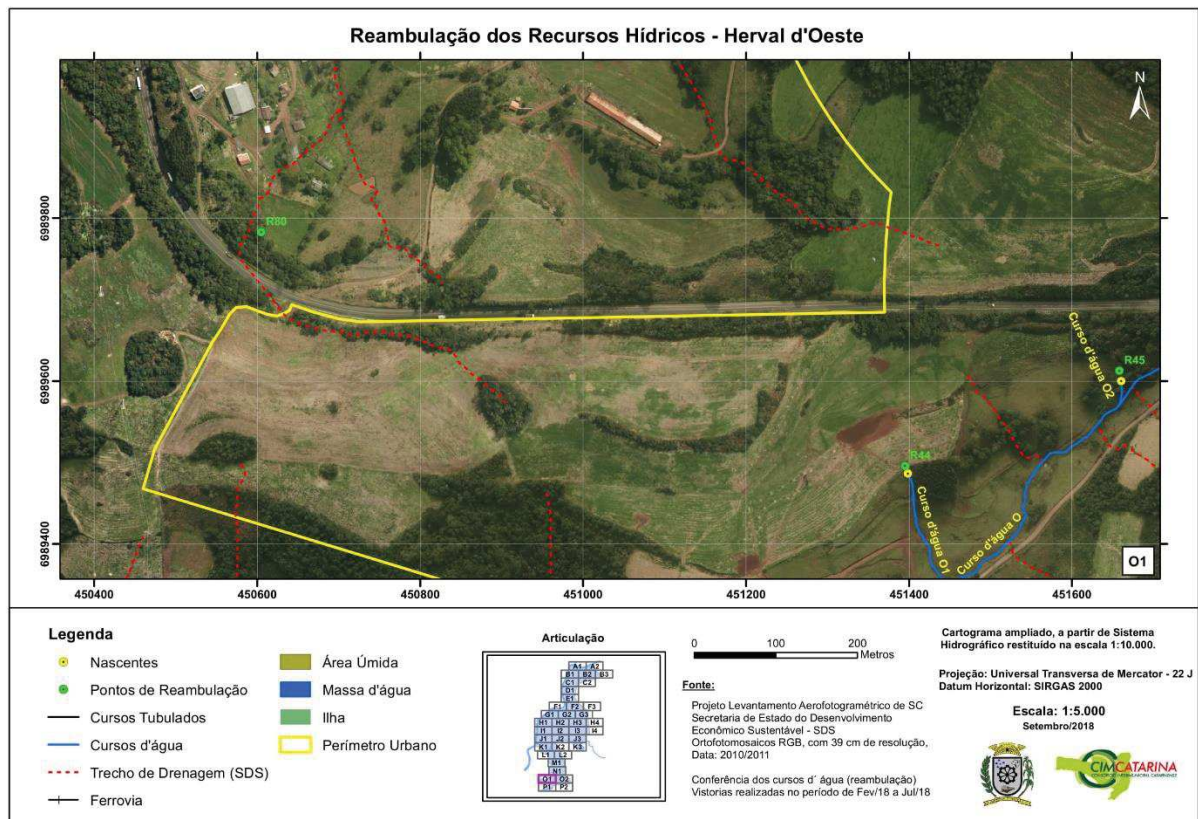 Reambulação dos Recursos Hídricos - Herval d'Oeste
N
R80
6989800
6989600
6989400
Curso d'água O2
R45
R44
Curso d'água O1
Curso d'água O
O1
450400 450600 450800 451000 451200 451400 451600
Legenda
Nascentes
Pontos de Reambulação
Cursos Tubulados
Cursos d'água
Trecho de Drenagem (SDS)
Ferrovia
Área Úmida
Massa d'água
Ilha
Perímetro Urbano
Articulação
A1 A2
B1 B2 B3
C1 C2
D1
E1
F1 F2 F3
G1 G2 G3
H1 H2 H3 H4
I1 I2 I3 I4
J1 J2 J3
K1 K2 K3
L1 L2
M1
N1
O1 O2
P1 P2
0 100 200
Metros
Fonte:
Projeto Levantamento Aerofotogramétrico de SC
Secretaria de Estado do Desenvolvimento
Econômico Sustentável - SDS
Ortofotomosaicos RGB, com 39 cm de resolução,
Data: 2010/2011
Conferência dos cursos d´ água (reambulação)
Vistorias realizadas no período de Fev/18 a Jul/18
Cartograma ampliado, a partir de Sistema
Hidrográfico restituído na escala 1:10.000.
Projeção: Universal Transversa de Mercator - 22 J
Datum Horizontal: SIRGAS 2000
Escala: 1:5.000
Setembro/2018
CIMCATARINA